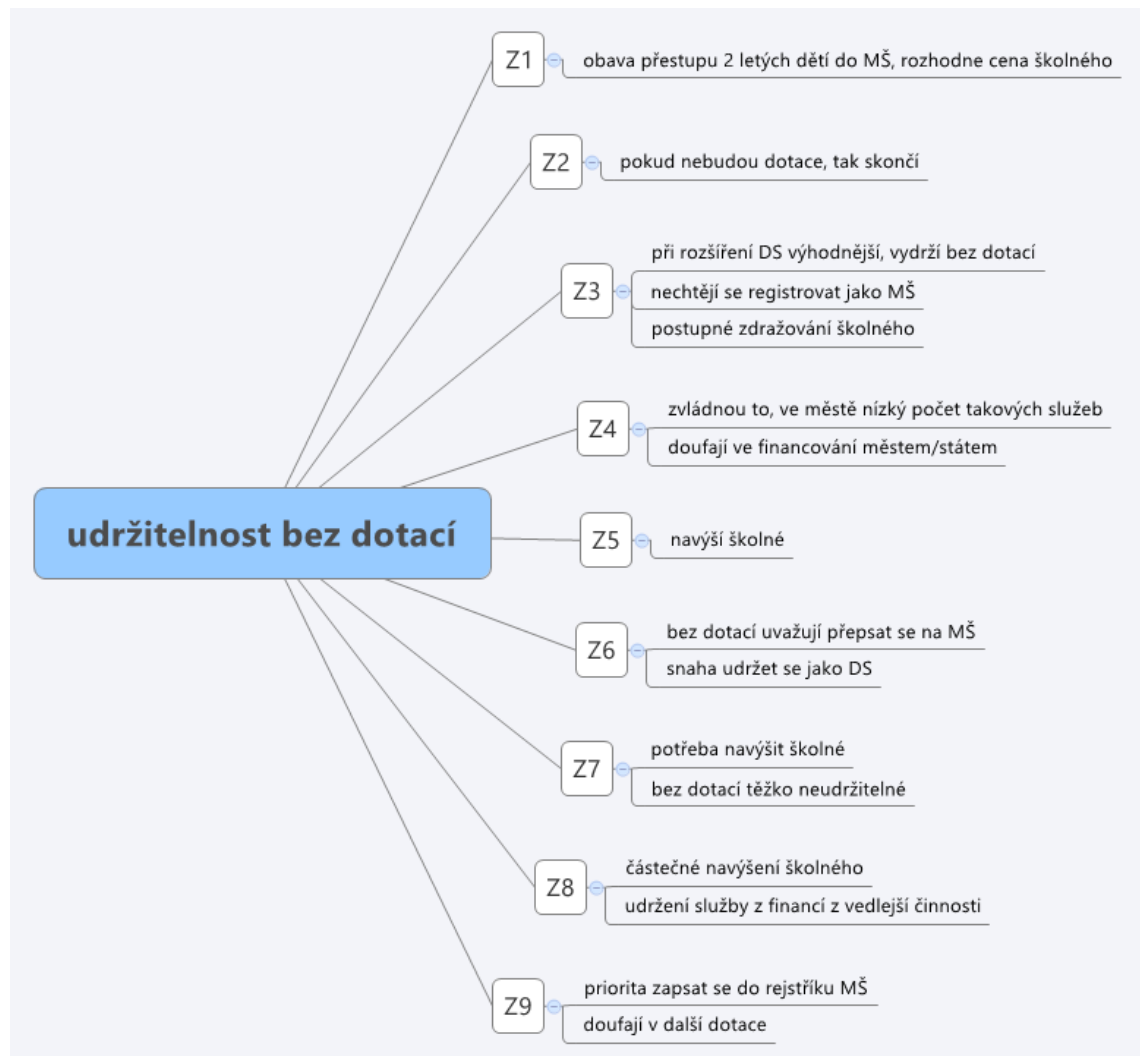 Z1
obava přestupu 2 letých dětí do MŠ, rozhodne cena školného
Z2
pokud nebudou dotace, tak skončí
Z3
při rozšíření DS výhodnější, vydrží bez dotací
nechtějí se registrovat jako MŠ
postupné zdražování školného
Z4
zvládnou to, ve městě nízký počet takových služeb
doufají ve financování městem/státem
udržitelnost bez dotací
Z5
navýší školné
Z6
bez dotací uvažují přepsat se na MŠ
snaha udržet se jako DS
Z7
potřeba navýšit školné
bez dotací těžko neudržitelné
Z8
částečné navýšení školného
udržení služby z financí z vedlejší činnosti
Z9
priorita zapsat se do rejstříku MŠ
doufají v další dotace